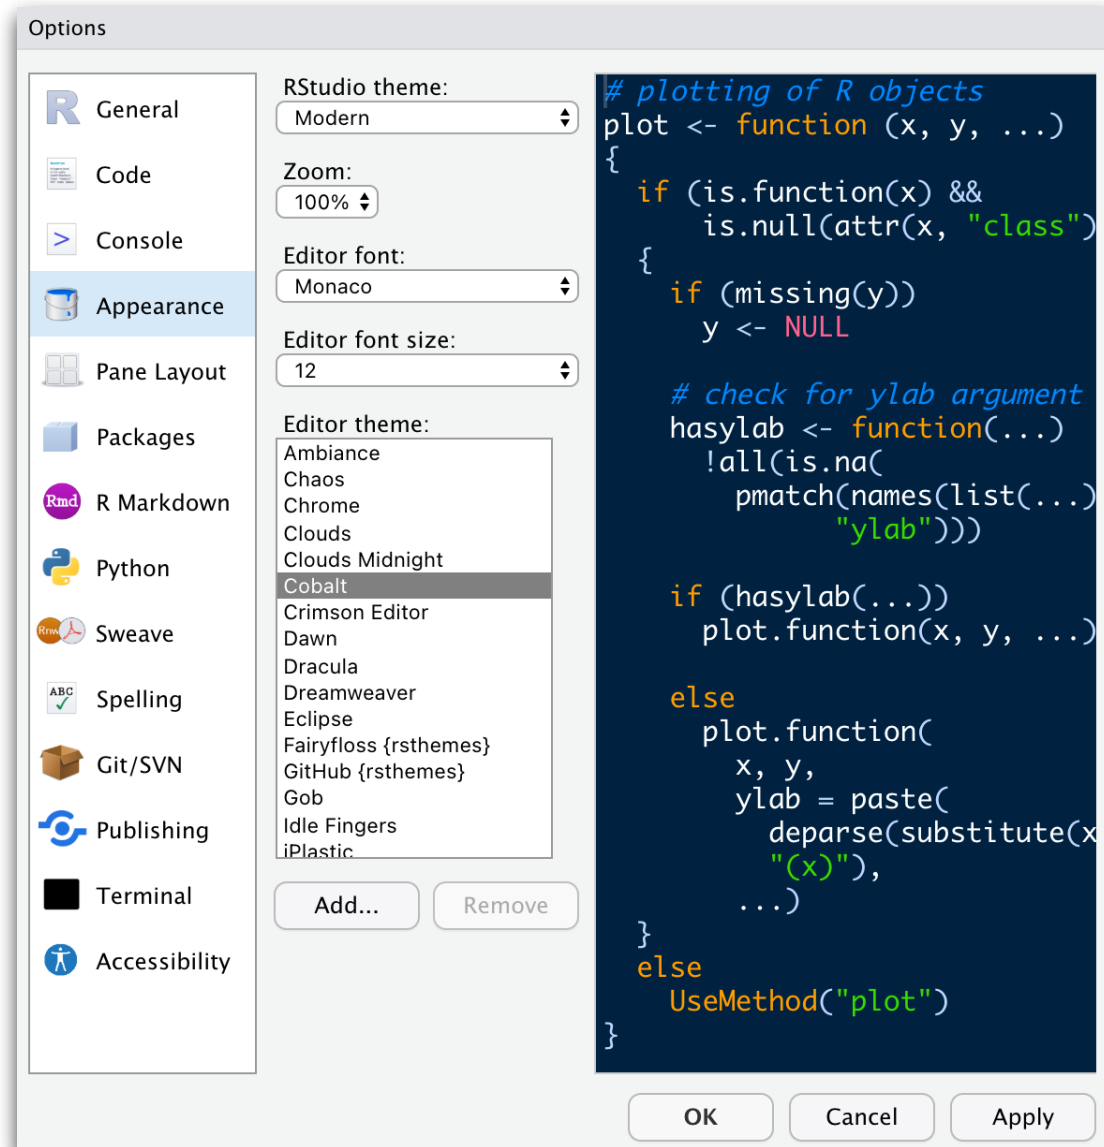 Options
R General
Code
> Console
Appearance
Pane Layout
Packages
Rmd R Markdown
Python
Rnw Sweave
ABC Spelling
Git/SVN
Publishing
Terminal
Accessibility
RStudio theme:
Modern
Zoom:
100%
Editor font:
Monaco
Editor font size:
12
Editor theme:
Ambiance
Chaos
Chrome
Clouds
Clouds Midnight
Cobalt
Crimson Editor
Dawn
Dracula
Dreamweaver
Eclipse
Fairyfloss {rsthemes}
GitHub {rsthemes}
Gob
Idle Fingers
iPlastic
Add...
Remove
# plotting of R objects
plot <- function (x, y, ...)
{
  if (is.function(x) &&
      is.null(attr(x, "class")
  {
    if (missing(y))
      y <- NULL

    # check for ylab argument
    hasylab <- function(...)
      !all(is.na(
        pmatch(names(list(...)
              "ylab")))

    if (hasylab(...))
      plot.function(x, y, ...)

    else
      plot.function(
        x, y,
        ylab = paste(
          deparse(substitute(x
          "(x)"),
        ...)
  }
  else
    UseMethod("plot")
}
OK
Cancel
Apply